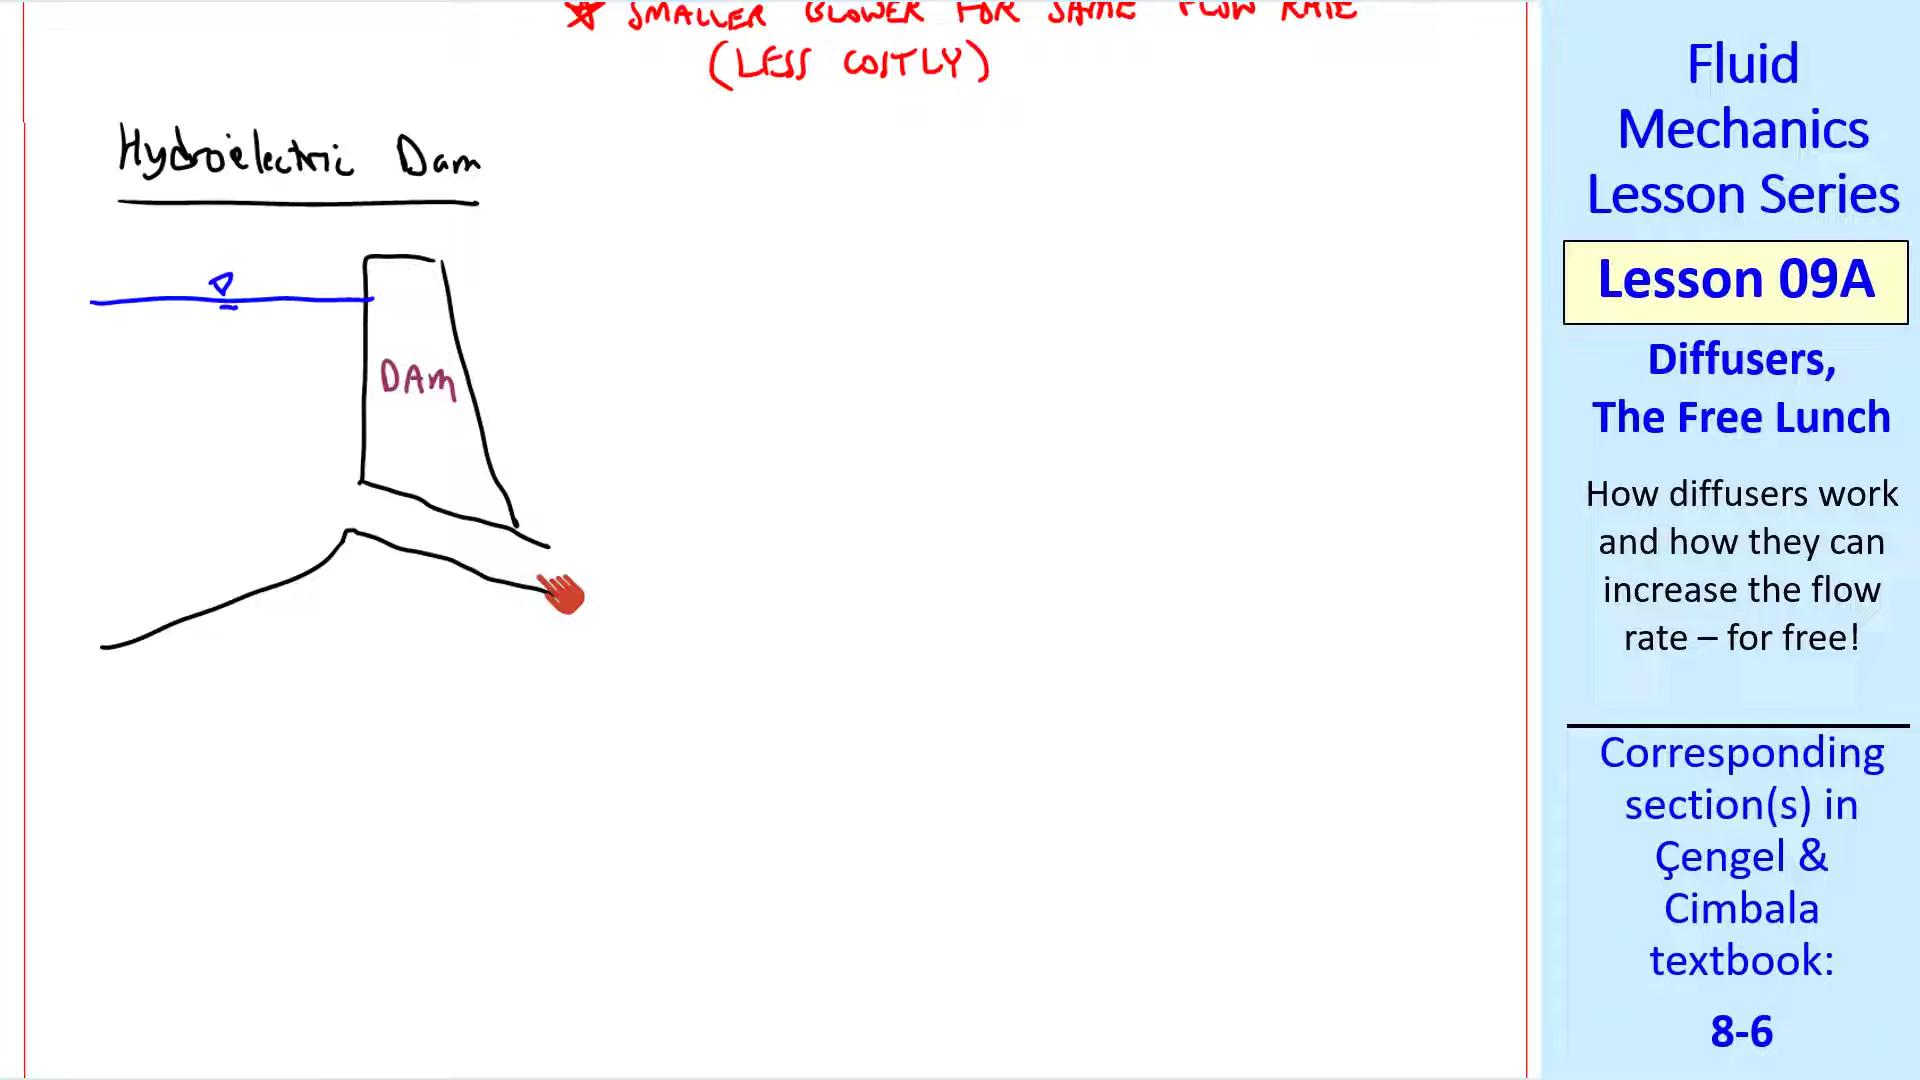 ★ SMALLER BLOWER FOR SAME FLOW RATE
(LESS COSTLY)
Hydroelectric Dam
DAM
Fluid
Mechanics
Lesson Series
Lesson 09A
Diffusers,
The Free Lunch
How diffusers work
and how they can
increase the flow
rate – for free!
Corresponding
section(s) in
Çengel &
Cimbala
textbook:
8-6